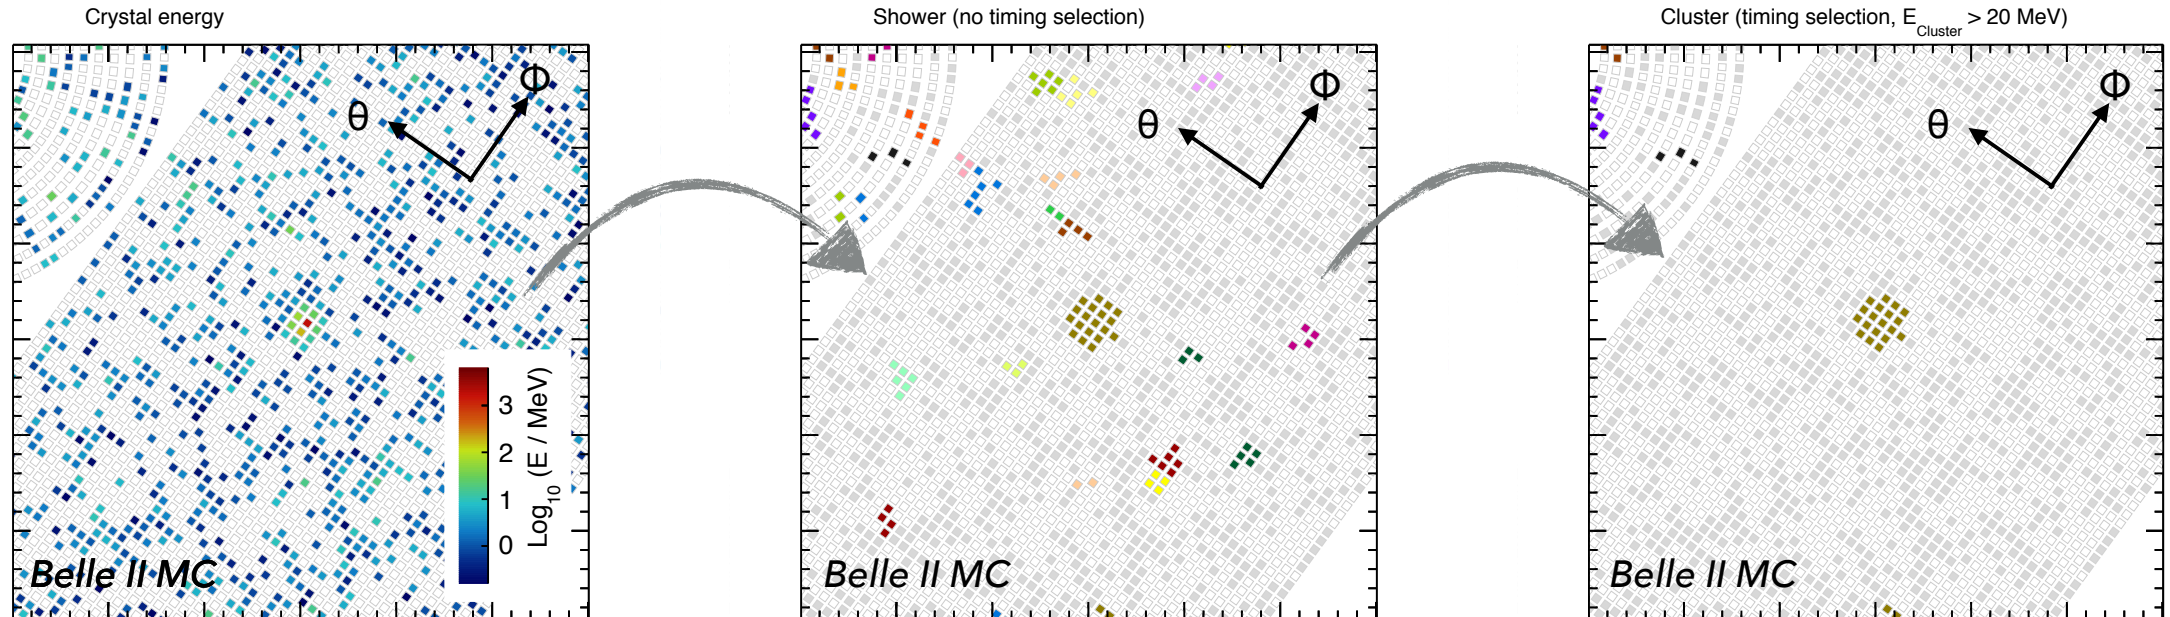 Crystal energy
Shower (no timing selection)
Cluster (timing selection, E_Cluster > 20 MeV)
θ Φ
θ Φ
θ Φ
3
2
1
0
Log10 (E / MeV)
Belle II MC
Belle II MC
Belle II MC